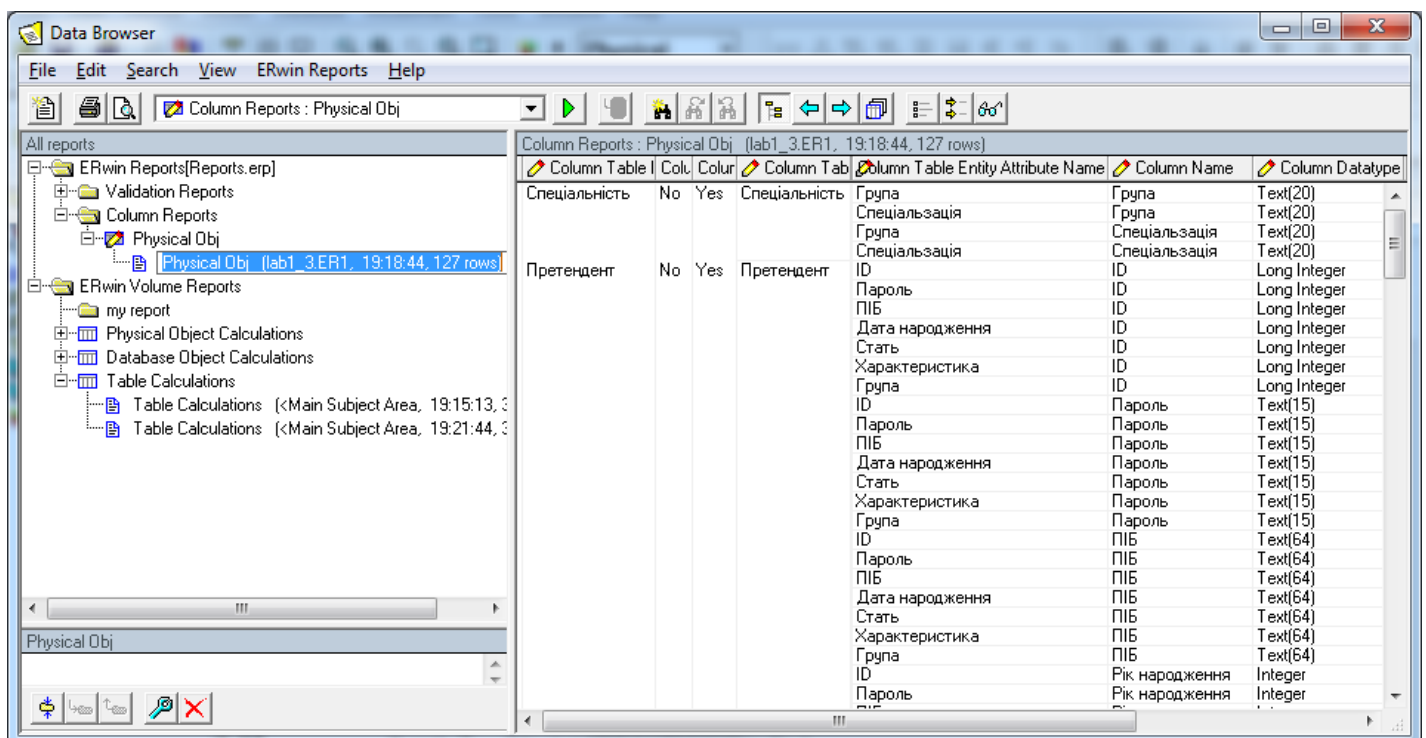 Data Browser
File Edit Search View ERwin Reports Help
Column Reports : Physical Obj
All reports
ERwin Reports[Reports.erp]
Validation Reports
Column Reports
Physical Obj
Physical Obj (lab1_3.ER1, 19:18:44, 127 rows)
ERwin Volume Reports
my report
Physical Object Calculations
Database Object Calculations
Table Calculations
Table Calculations (<Main Subject Area, 19:15:13, 3
Table Calculations (<Main Subject Area, 19:21:44, 3
Physical Obj
Column Reports : Physical Obj (lab1_3.ER1, 19:18:44, 127 rows)
Column Table Colu Colur Column Tab olumn Table Entity Attribute Name Column Name Column Datatype
Спеціальність No Yes Спеціальність Група Група Text(20)
Спеціальзація Група Text(20)
Група Спеціальзація Text(20)
Спеціальзація Спеціальзація Text(20)
Претендент No Yes Претендент ID ID Long Integer
Пароль ID Long Integer
ПІБ ID Long Integer
Дата народження ID Long Integer
Стать ID Long Integer
Характеристика ID Long Integer
Група ID Long Integer
ID Пароль Text(15)
Пароль Пароль Text(15)
ПІБ Пароль Text(15)
Дата народження Пароль Text(15)
Стать Пароль Text(15)
Характеристика Пароль Text(15)
Група Пароль Text(15)
ID ПІБ Text(64)
Пароль ПІБ Text(64)
ПІБ ПІБ Text(64)
Дата народження ПІБ Text(64)
Стать ПІБ Text(64)
Характеристика ПІБ Text(64)
Група ПІБ Text(64)
ID Рік народження Integer
Пароль Рік народження Integer